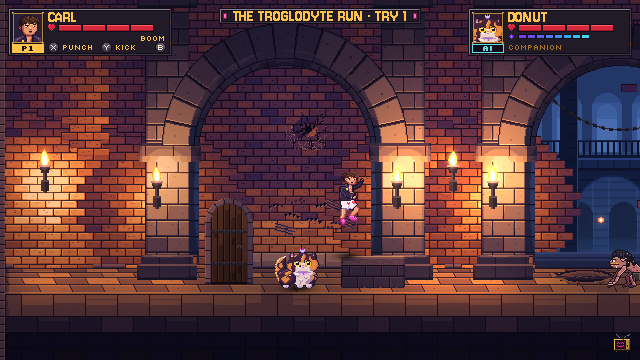 CARL
P1
BOOM
X PUNCH Y KICK B
THE TROGLODYTE RUN · TRY 1
DONUT
AI
COMPANION